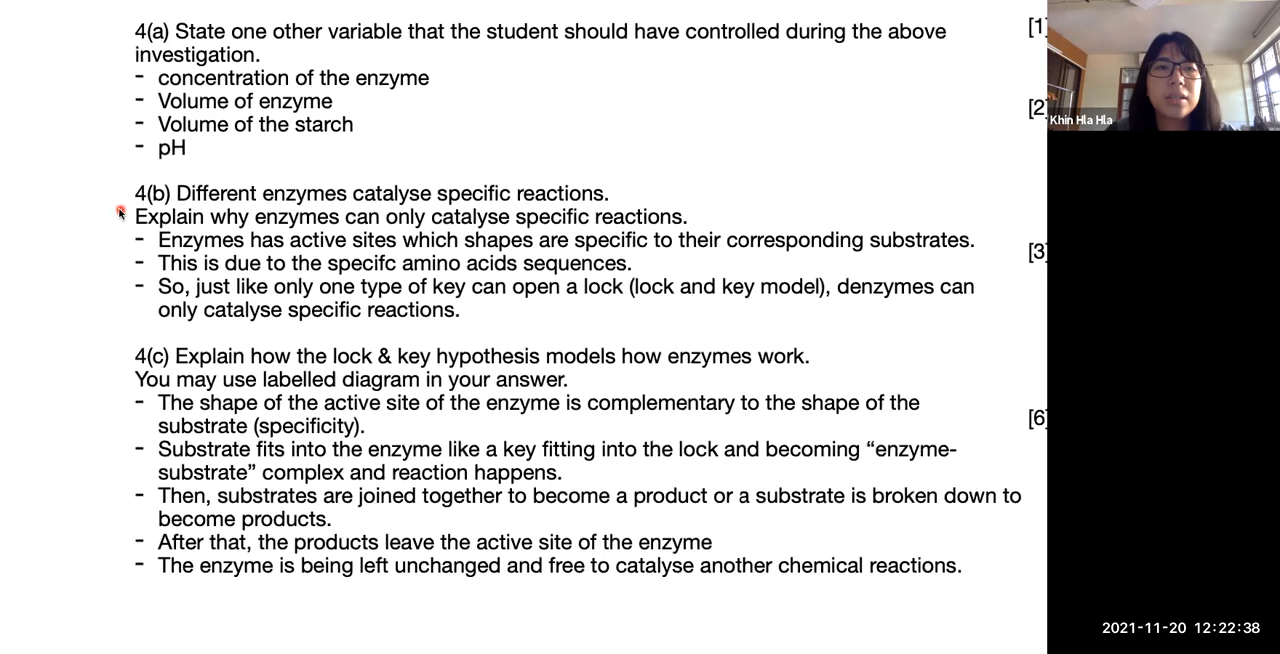 4(a) State one other variable that the student should have controlled during the above
[1]
investigation.
- concentration of the enzyme
- Volume of enzyme
- Volume of the starch
- pH
[2]
4(b) Different enzymes catalyse specific reactions.
Explain why enzymes can only catalyse specific reactions.
- Enzymes has active sites which shapes are specific to their corresponding substrates.
- This is due to the specifc amino acids sequences.
- So, just like only one type of key can open a lock (lock and key model), denzymes can
only catalyse specific reactions.
[3]
4(c) Explain how the lock & key hypothesis models how enzymes work.
You may use labelled diagram in your answer.
- The shape of the active site of the enzyme is complementary to the shape of the
substrate (specificity).
- Substrate fits into the enzyme like a key fitting into the lock and becoming “enzyme-
substrate” complex and reaction happens.
- Then, substrates are joined together to become a product or a substrate is broken down to
become products.
- After that, the products leave the active site of the enzyme
- The enzyme is being left unchanged and free to catalyse another chemical reactions.
[6]
Khin Hla Hla
2021-11-20 12:22:38